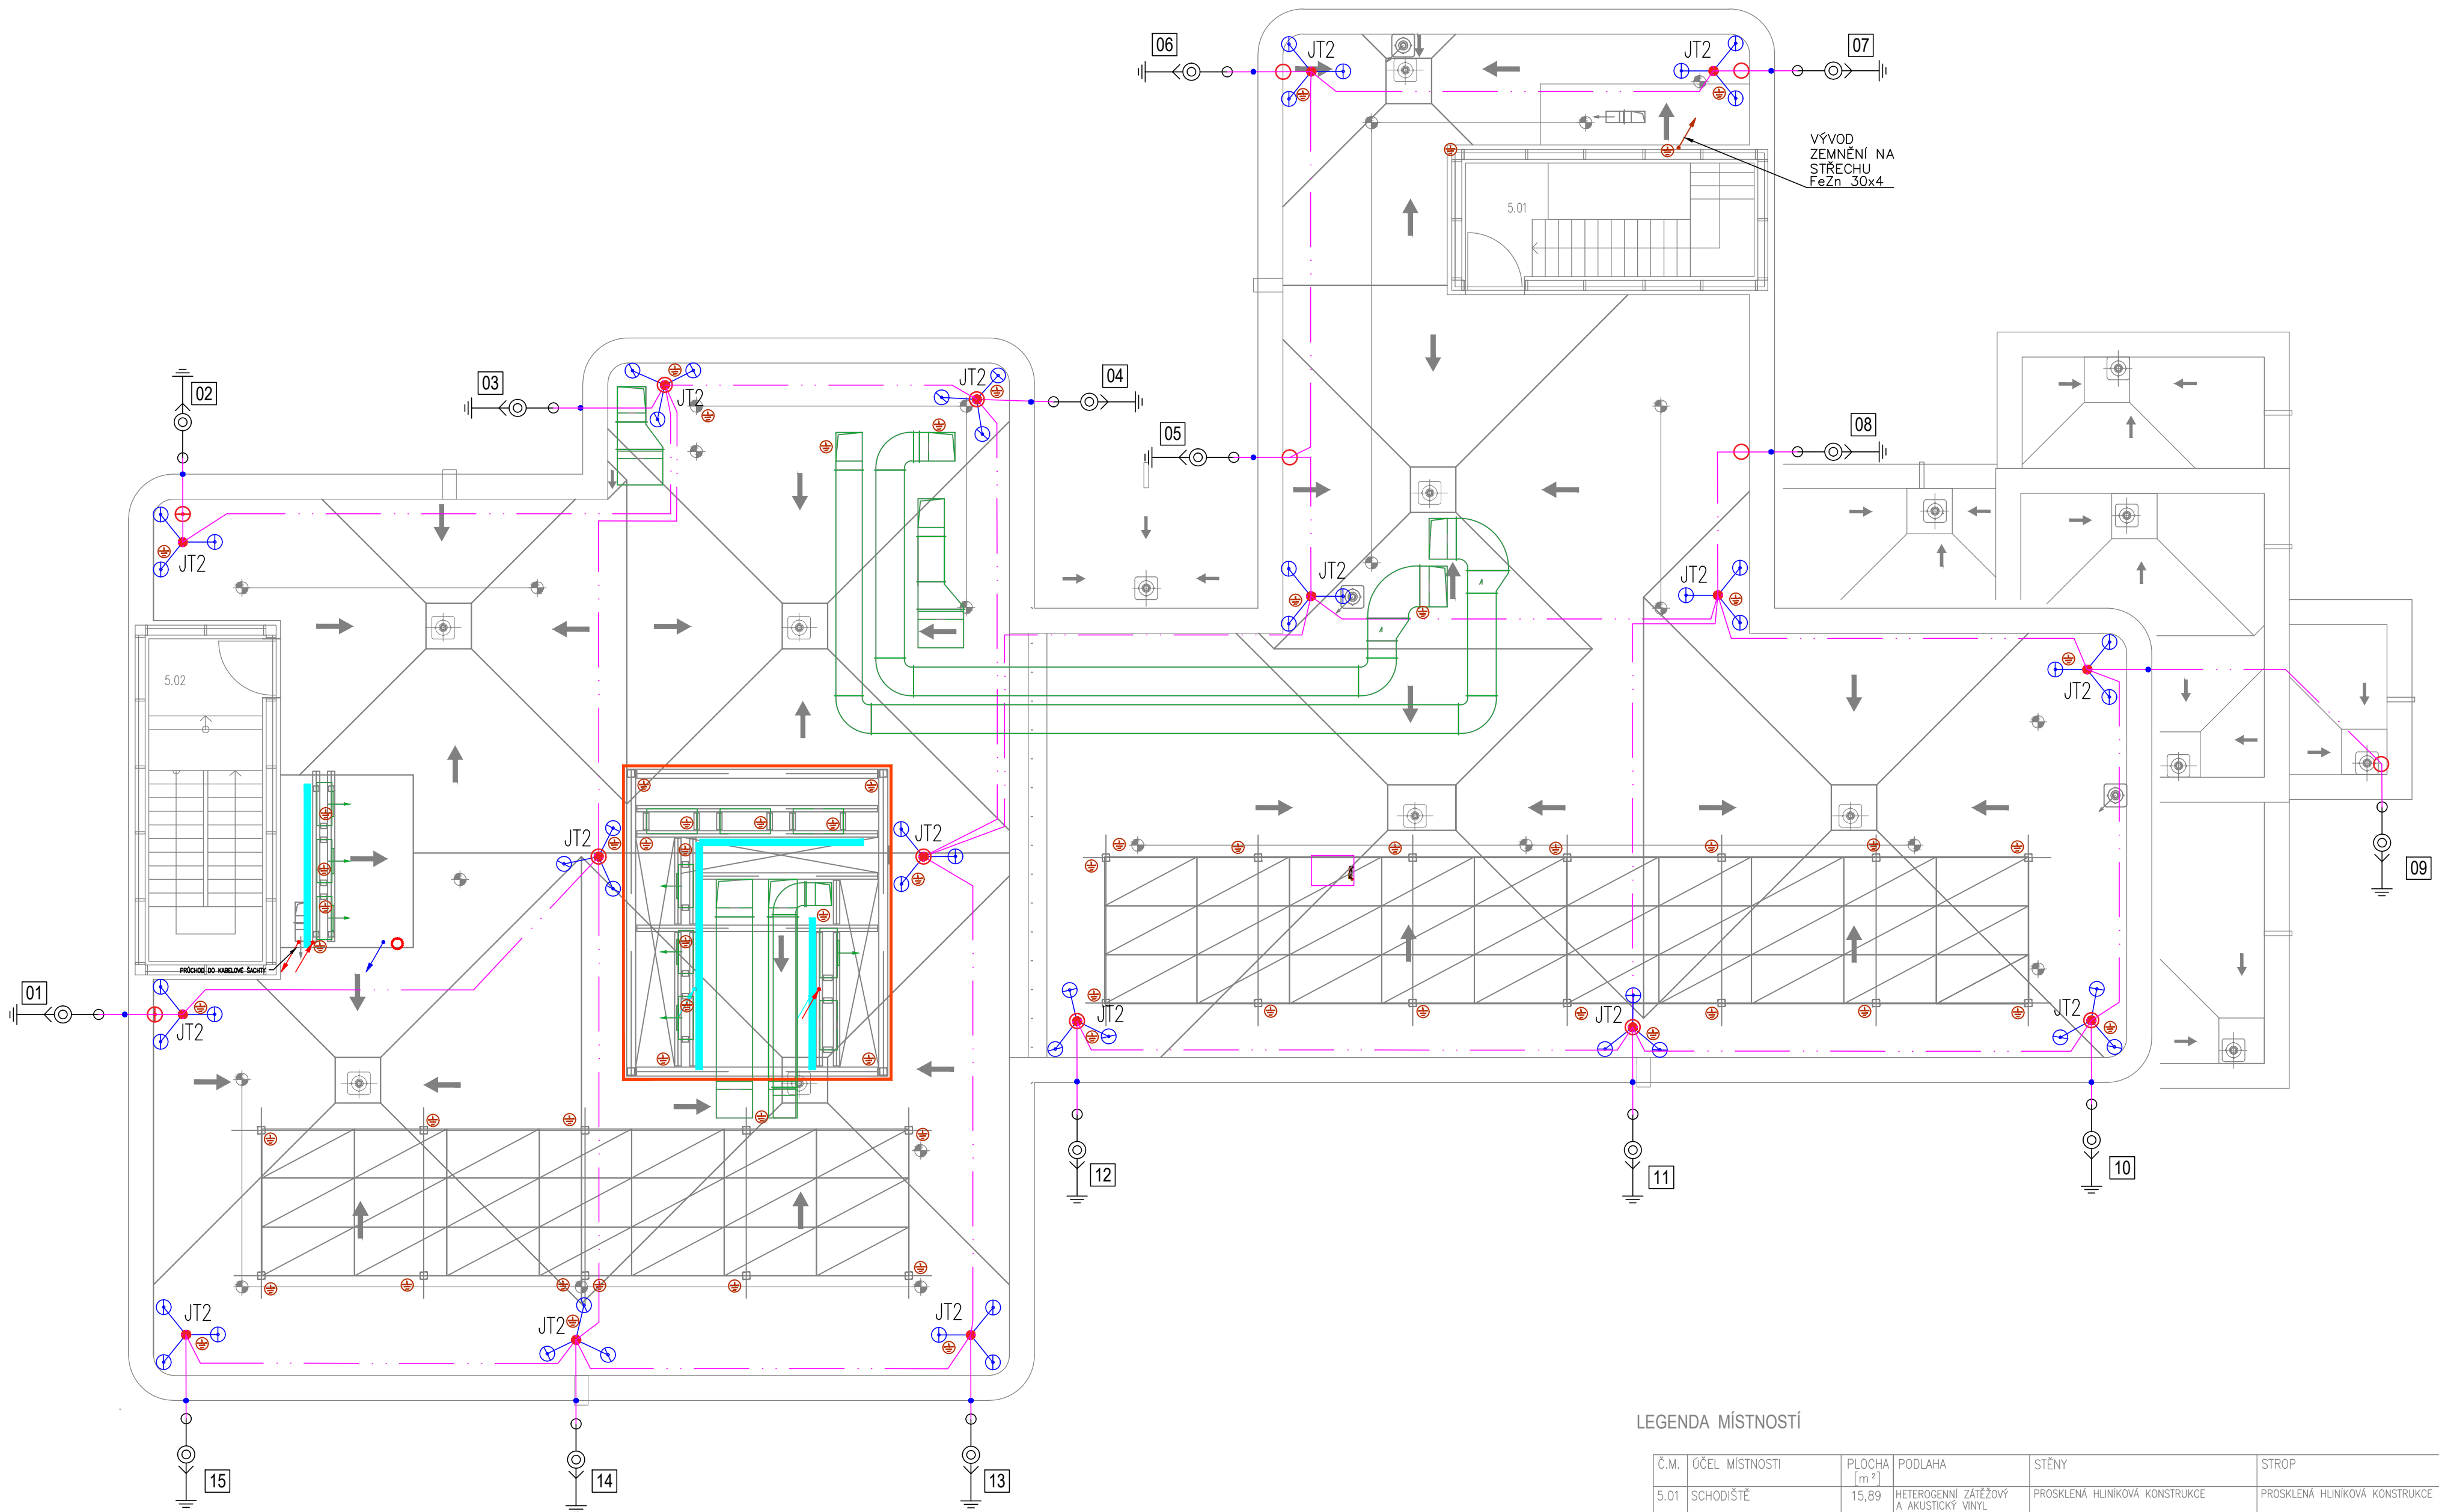 06
JT2
JT2
07
VÝVOD
ZEMNĚNÍ NA
STŘECHU
FeZn 30x4
5.01
02
03
JT2
JT2
04
05
08
JT2
JT2
JT2
5.02
JT2
JT2
JT2
09
PRŮCHOD DO KABELOVÉ ŠACHTY
01
JT2
JT2
JT2
JT2
12
11
10
JT2
JT2
JT2
15
14
13
LEGENDA MÍSTNOSTÍ
Č.M. ÚČEL MÍSTNOSTI PLOCHA [m²] PODLAHA STĚNY STROP
5.01 SCHODIŠTĚ 15,89 HETEROGENNÍ ZÁTĚŽOVÝ A AKUSTICKÝ VINYL PROSKLENÁ HLINÍKOVÁ KONSTRUKCE PROSKLENÁ HLINÍKOVÁ KONSTRUKCE